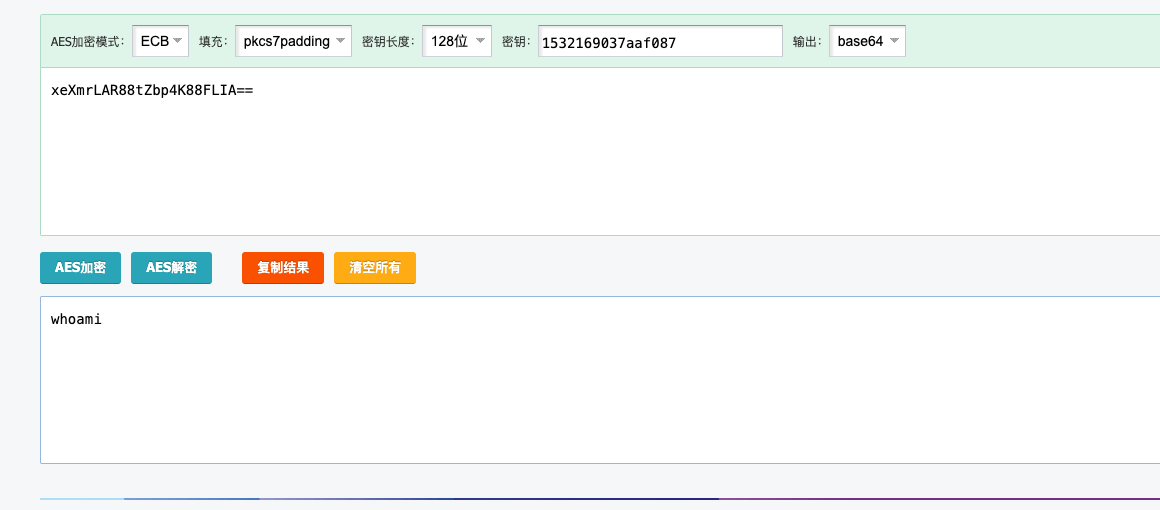 AES加密模式: ECB 填充: pkcs7padding 密钥长度: 128位 密钥: 1532169037aaf087 输出: base64
xeXmrLAR88tZbp4K88FLIA==
AES加密 AES解密 复制结果 清空所有
whoami